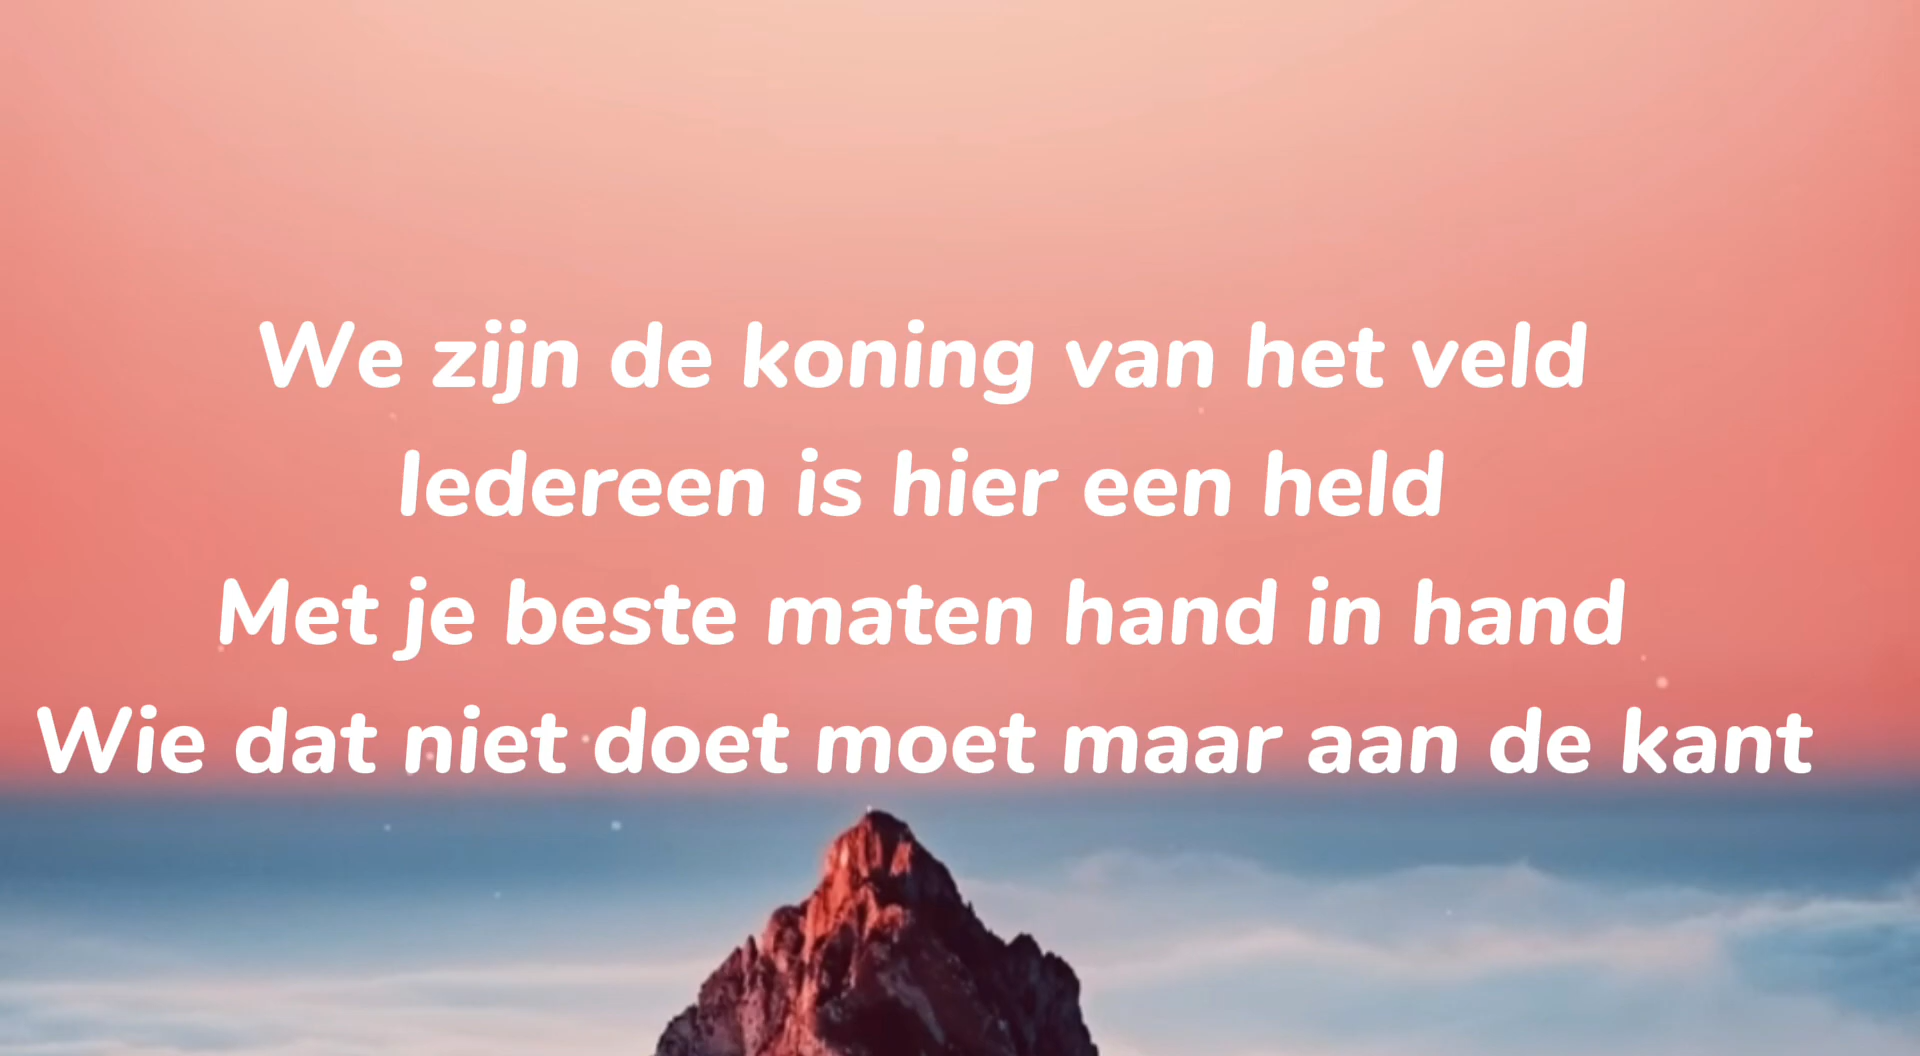 We zijn de koning van het veld
Iedereen is hier een held
Met je beste maten hand in hand
Wie dat niet doet moet maar aan de kant